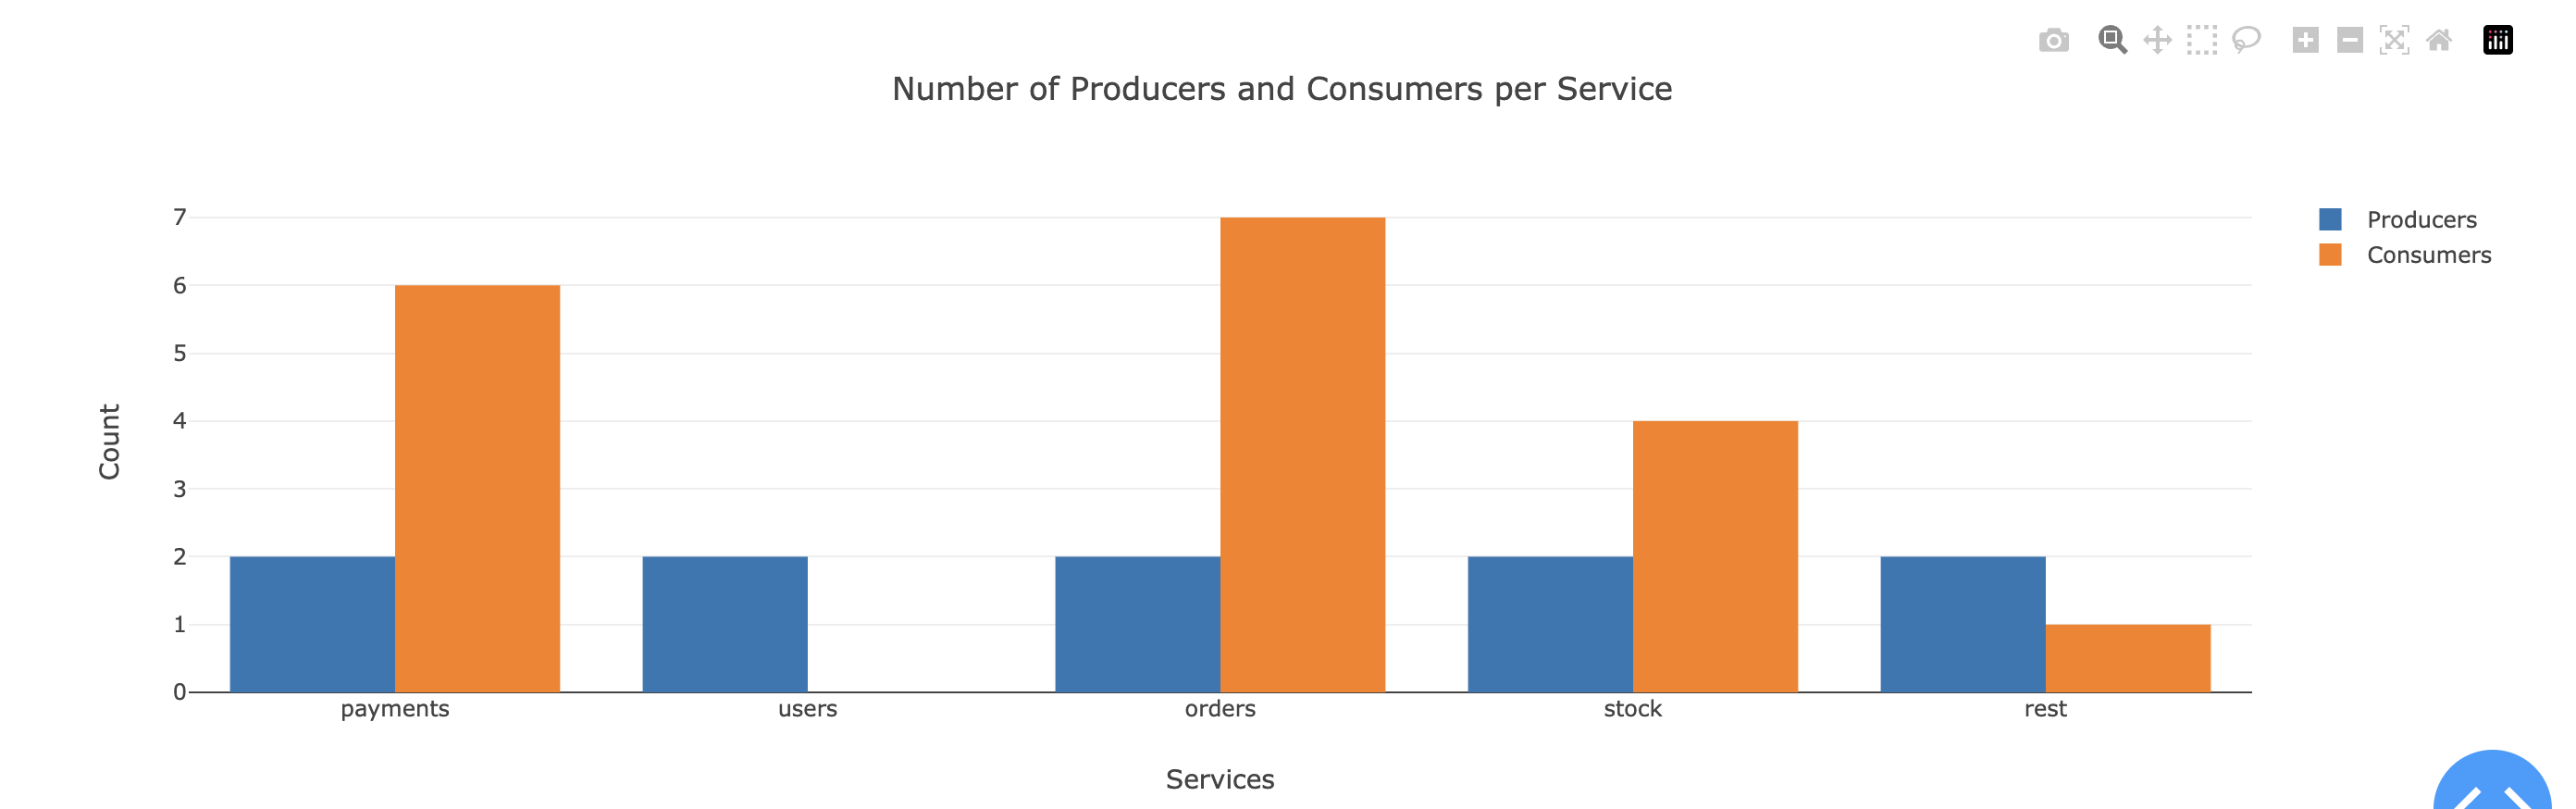 Number of Producers and Consumers per Service
7
6
5
4
3
2
1
0
Count
Producers
Consumers
payments
users
orders
stock
rest
Services